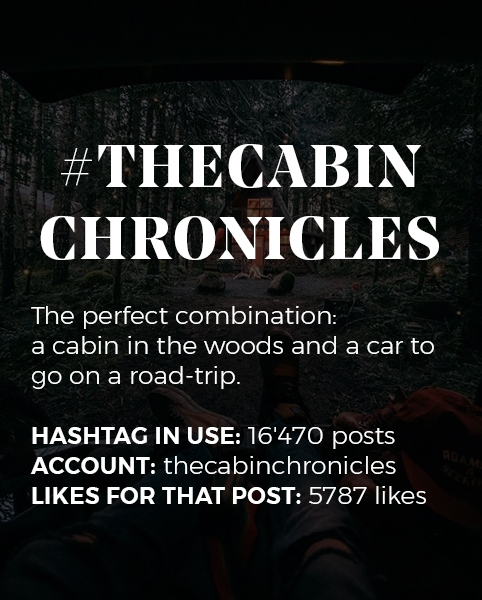 #THECABIN
CHRONICLES
The perfect combination:
a cabin in the woods and a car to
go on a road-trip.
HASHTAG IN USE: 16'470 posts
ACCOUNT: thecabinchronicles
LIKES FOR THAT POST: 5787 likes